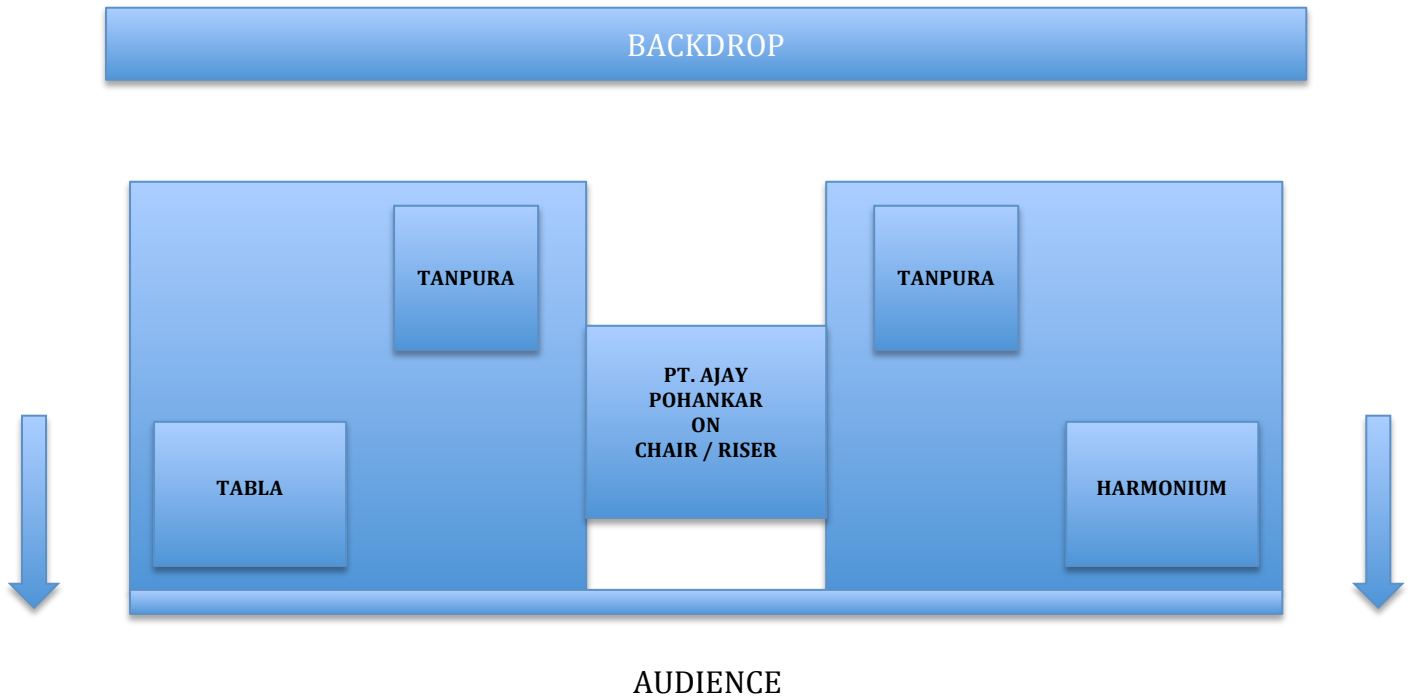 BACKDROP
TANPURA
TANPURA
PT. AJAY
POHANKAR
ON
CHAIR / RISER
TABLA
HARMONIUM
AUDIENCE